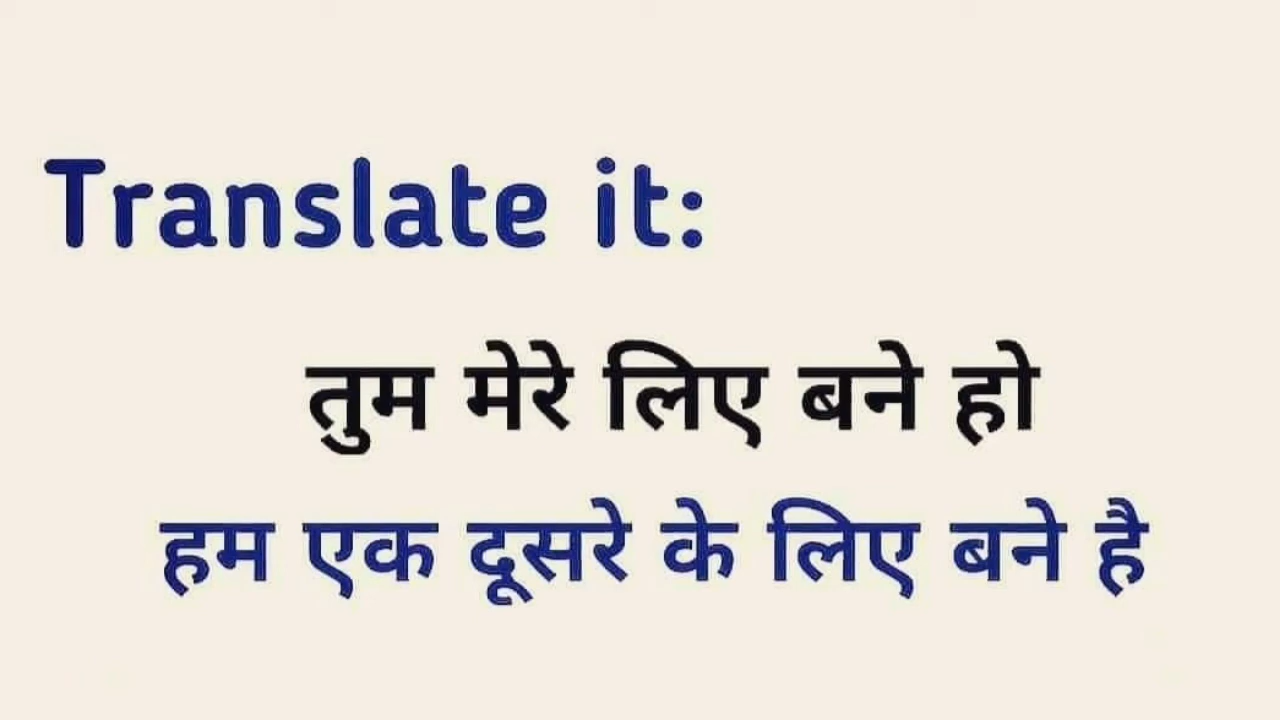 Translate it:
तुम मेरे लिए बने हो
हम एक दूसरे के लिए बने है